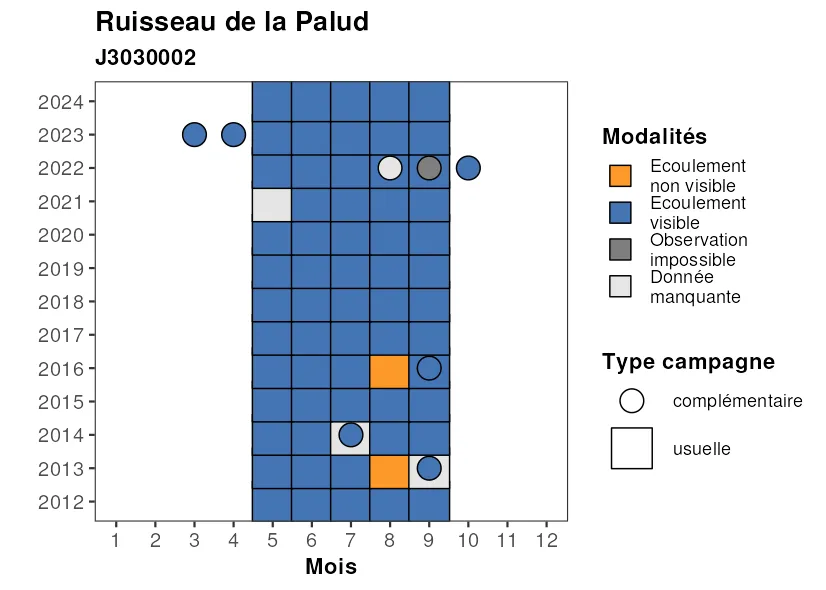 Ruisseau de la Palud
J3030002
2024
2023
2022
2021
2020
2019
2018
2017
2016
2015
2014
2013
2012
1 2 3 4 5 6 7 8 9 10 11 12
Mois
Modalités
Ecoulement
non visible
Ecoulement
visible
Observation
impossible
Donnée
manquante
Type campagne
complémentaire
usuelle